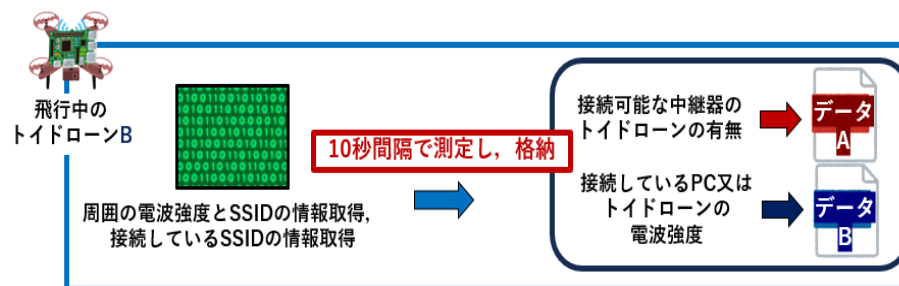 飛行中の
トイドローンB
周囲の電波強度とSSIDの情報取得,
接続しているSSIDの情報取得
10秒間隔で測定し，格納
接続可能な中継器の
トイドローンの有無
データ
A
接続しているPC又は
トイドローンの
電波強度
データ
B